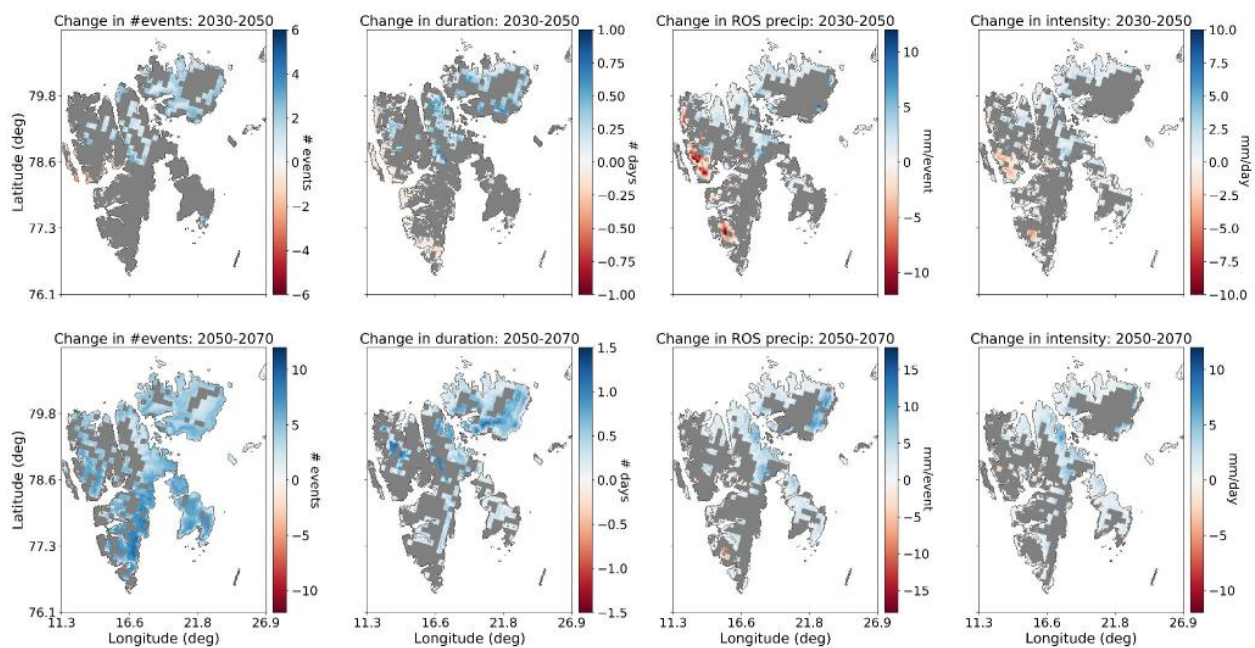 Change in #events: 2030-2050
Latitude (deg)
79.8
78.6
77.3
76.1
6
4
2
0
−2
−4
−6
# events
Change in duration: 2030-2050
1.00
0.75
0.50
0.25
0.00
−0.25
−0.50
−0.75
−1.00
# days
Change in ROS precip: 2030-2050
10
5
0
−5
−10
mm/event
Change in intensity: 2030-2050
10.0
7.5
5.0
2.5
0.0
−2.5
−5.0
−7.5
−10.0
mm/day
Change in #events: 2050-2070
Latitude (deg)
79.8
78.6
77.3
76.1
11.3 16.6 21.8 26.9
Longitude (deg)
10
5
0
−5
−10
# events
Change in duration: 2050-2070
11.3 16.6 21.8 26.9
Longitude (deg)
1.5
1.0
0.5
0.0
−0.5
−1.0
−1.5
# days
Change in ROS precip: 2050-2070
11.3 16.6 21.8 26.9
Longitude (deg)
15
10
5
0
−5
−10
−15
mm/event
Change in intensity: 2050-2070
11.3 16.6 21.8 26.9
Longitude (deg)
10
5
0
−5
−10
mm/day